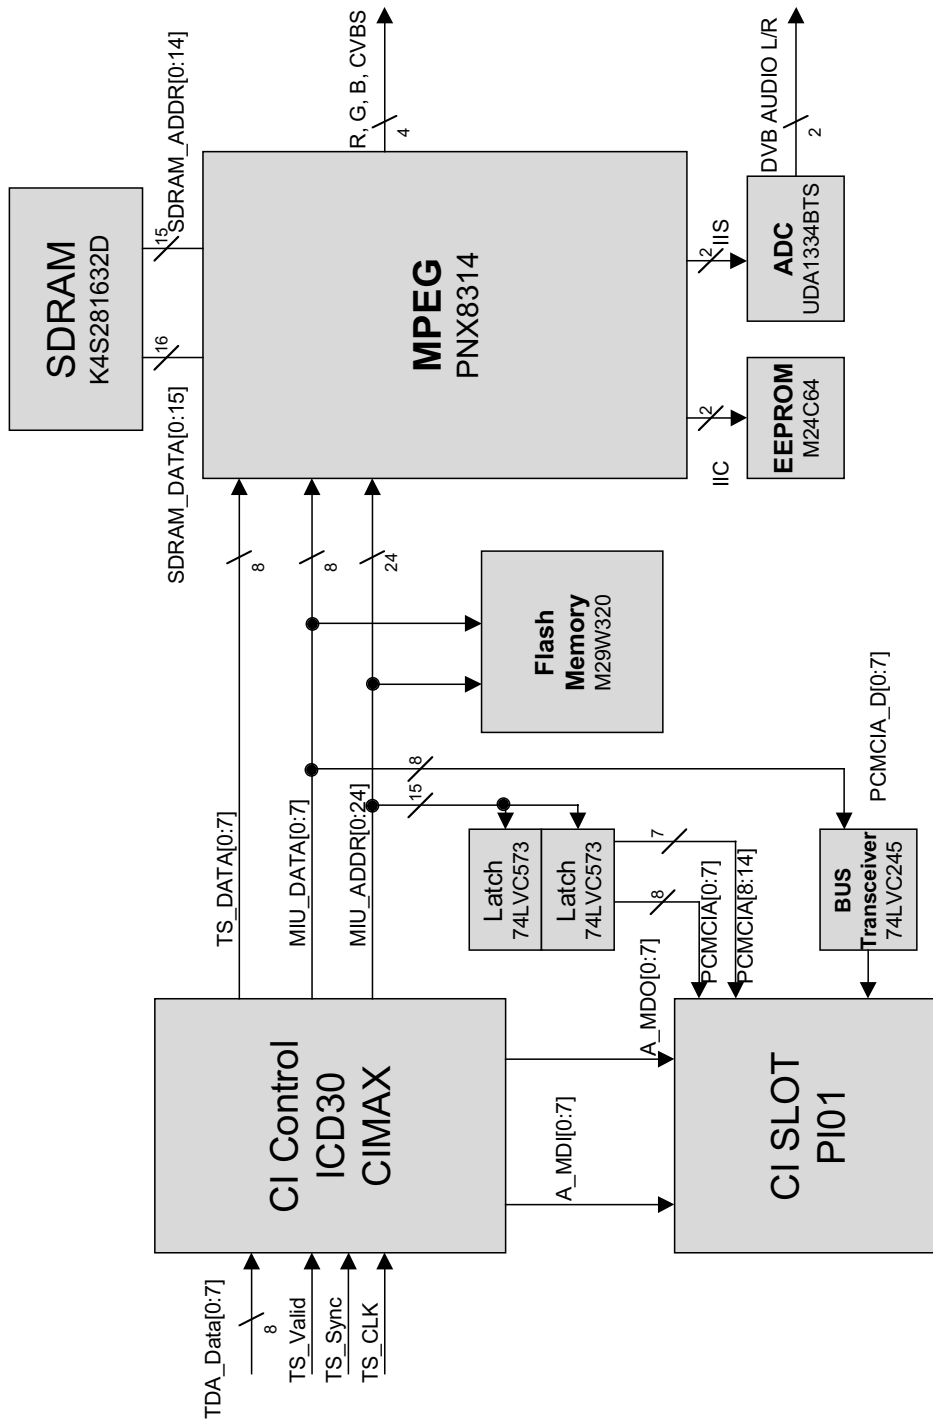 SDRAM
K4S281632D
SDRAM_DATA[0:15]
16
15
SDRAM_ADDR[0:14]
MPEG
PNX8314
R, G, B, CVBS
4
TS_DATA[0:7]
8
MIU_DATA[0:7]
8
MIU_ADDR[0:24]
24
IIC
2
2
IIS
EEPROM
M24C64
ADC
UDA1334BTS
DVB AUDIO L/R
2
Flash
Memory
M29W320
8
15
Latch
74LVC573
Latch
74LVC573
7
8
PCMCIA[0:7]
PCMCIA[8:14]
PCMCIA_D[0:7]
BUS
Transceiver
74LVC245
CI Control
ICD30
CIMAX
TDA_Data[0:7]
8
TS_Valid
TS_Sync
TS_CLK
A_MDI[0:7]
A_MDO[0:7]
CI SLOT
PI01